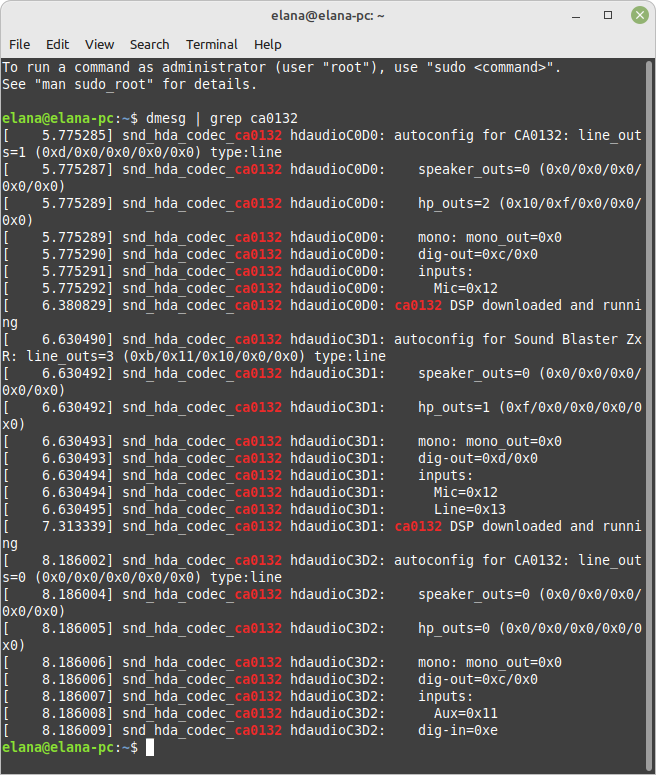 elana@elana-pc: ~
File Edit View Search Terminal Help
To run a command as administrator (user "root"), use "sudo <command>".
See "man sudo_root" for details.
elana@elana-pc:~$ dmesg | grep ca0132
[    5.775285] snd_hda_codec_ca0132 hdaudioC0D0: autoconfig for CA0132: line_out
s=1 (0xd/0x0/0x0/0x0/0x0) type:line
[    5.775287] snd_hda_codec_ca0132 hdaudioC0D0:    speaker_outs=0 (0x0/0x0/0x0/
0x0/0x0)
[    5.775289] snd_hda_codec_ca0132 hdaudioC0D0:    hp_outs=2 (0x10/0xf/0x0/0x0/
0x0)
[    5.775289] snd_hda_codec_ca0132 hdaudioC0D0:    mono: mono_out=0x0
[    5.775290] snd_hda_codec_ca0132 hdaudioC0D0:    dig-out=0xc/0x0
[    5.775291] snd_hda_codec_ca0132 hdaudioC0D0:    inputs:
[    5.775292] snd_hda_codec_ca0132 hdaudioC0D0:      Mic=0x12
[    6.380829] snd_hda_codec_ca0132 hdaudioC0D0: ca0132 DSP downloaded and runni
ng
[    6.630490] snd_hda_codec_ca0132 hdaudioC3D1: autoconfig for Sound Blaster Zx
R: line_outs=3 (0xb/0x11/0x10/0x0/0x0) type:line
[    6.630492] snd_hda_codec_ca0132 hdaudioC3D1:    speaker_outs=0 (0x0/0x0/0x0/
0x0/0x0)
[    6.630492] snd_hda_codec_ca0132 hdaudioC3D1:    hp_outs=1 (0xf/0x0/0x0/0x0/0
x0)
[    6.630493] snd_hda_codec_ca0132 hdaudioC3D1:    mono: mono_out=0x0
[    6.630493] snd_hda_codec_ca0132 hdaudioC3D1:    dig-out=0xd/0x0
[    6.630494] snd_hda_codec_ca0132 hdaudioC3D1:    inputs:
[    6.630494] snd_hda_codec_ca0132 hdaudioC3D1:      Mic=0x12
[    6.630495] snd_hda_codec_ca0132 hdaudioC3D1:      Line=0x13
[    7.313339] snd_hda_codec_ca0132 hdaudioC3D1: ca0132 DSP downloaded and runni
ng
[    8.186002] snd_hda_codec_ca0132 hdaudioC3D2: autoconfig for CA0132: line_out
s=0 (0x0/0x0/0x0/0x0/0x0) type:line
[    8.186004] snd_hda_codec_ca0132 hdaudioC3D2:    speaker_outs=0 (0x0/0x0/0x0/
0x0/0x0)
[    8.186005] snd_hda_codec_ca0132 hdaudioC3D2:    hp_outs=0 (0x0/0x0/0x0/0x0/0
x0)
[    8.186006] snd_hda_codec_ca0132 hdaudioC3D2:    mono: mono_out=0x0
[    8.186006] snd_hda_codec_ca0132 hdaudioC3D2:    dig-out=0xc/0x0
[    8.186007] snd_hda_codec_ca0132 hdaudioC3D2:    inputs:
[    8.186008] snd_hda_codec_ca0132 hdaudioC3D2:      Aux=0x11
[    8.186009] snd_hda_codec_ca0132 hdaudioC3D2:    dig-in=0xe
elana@elana-pc:~$